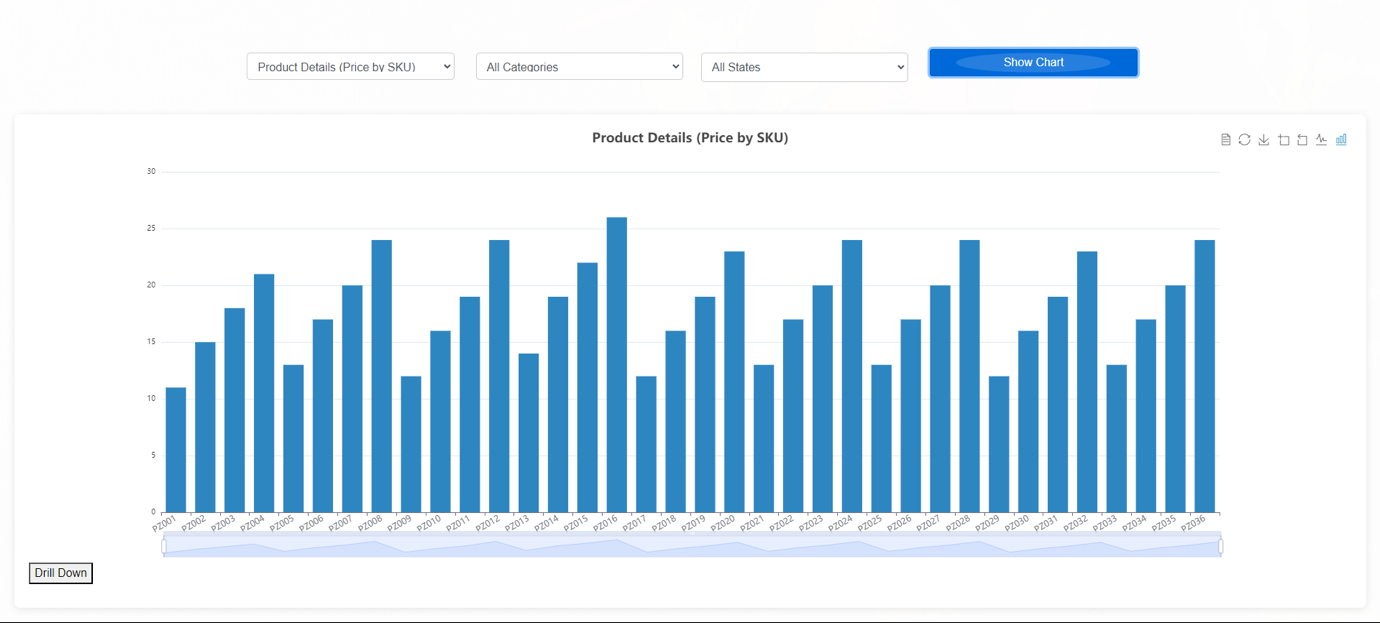 Product Details (Price by SKU) All Categories All States Show Chart
Product Details (Price by SKU)
30
25
20
15
10
5
0
PZ001 PZ002 PZ003 PZ004 PZ005 PZ006 PZ007 PZ008 PZ009 PZ010 PZ011 PZ012 PZ013 PZ014 PZ015 PZ016 PZ017 PZ018 PZ019 PZ020 PZ021 PZ022 PZ023 PZ024 PZ025 PZ026 PZ027 PZ028 PZ029 PZ030 PZ031 PZ032 PZ033 PZ034 PZ035 PZ036
Drill Down